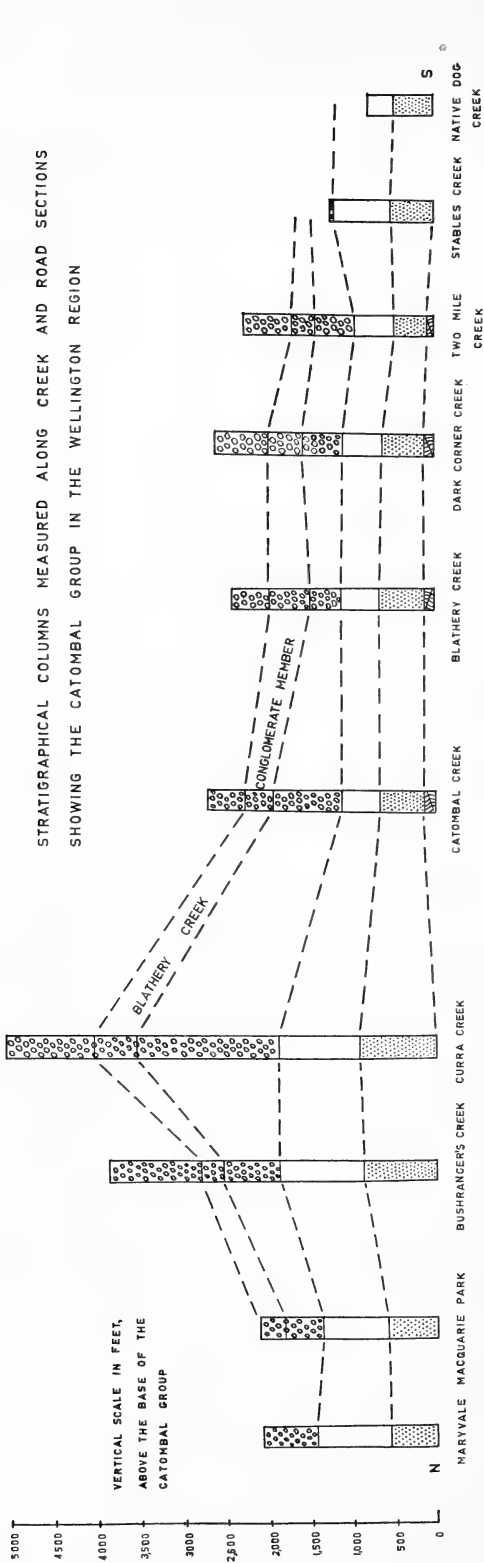 STRATIGRAPHICAL COLUMNS MEASURED ALONG CREEK AND ROAD SECTIONS
SHOWING THE CATOMBAL GROUP IN THE WELLINGTON REGION
VERTICAL SCALE IN FEET,
ABOVE THE BASE OF THE
CATOMBAL GROUP
5000
4500
4000
3,500
3000
2,500
2000
1,500
1,000
500
0
N
S
BLATHERY CREEK
CONGLOMERATE MEMBER
MARYVALE
MACQUARIE PARK
BUSHRANGER'S CREEK
CURRA CREEK
CATOMBAL CREEK
BLATHERY CREEK
DARK CORNER CREEK
TWO MILE
CREEK
STABLES CREEK
NATIVE DOG
CREEK